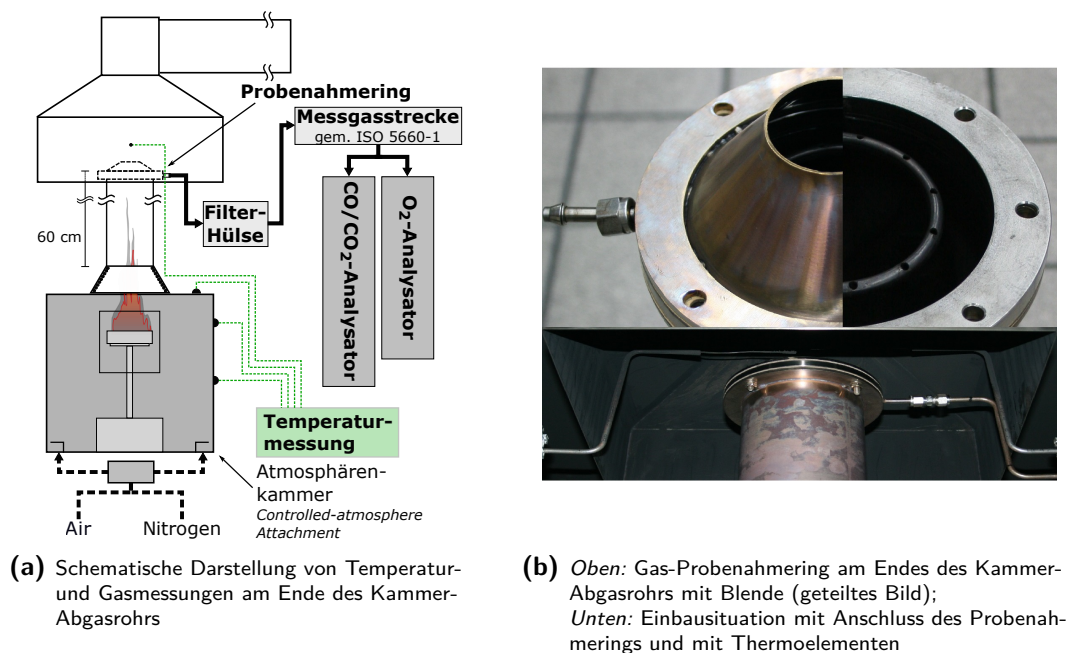 Probenahmering
Messgasstrecke
gem. ISO 5660-1
Filter-
Hülse
CO/CO₂-Analysator
O₂-Analysator
60 cm
Temperatur-
messung
Atmosphären-
kammer
Controlled-atmosphere
Attachment
Air
Nitrogen
(a) Schematische Darstellung von Temperatur-
und Gasmessungen am Ende des Kammer-
Abgasrohrs
(b) Oben: Gas-Probenahmering am Endes des Kammer-
Abgasrohrs mit Blende (geteiltes Bild);
Unten: Einbausituation mit Anschluss des Probenah-
merings und mit Thermoelementen